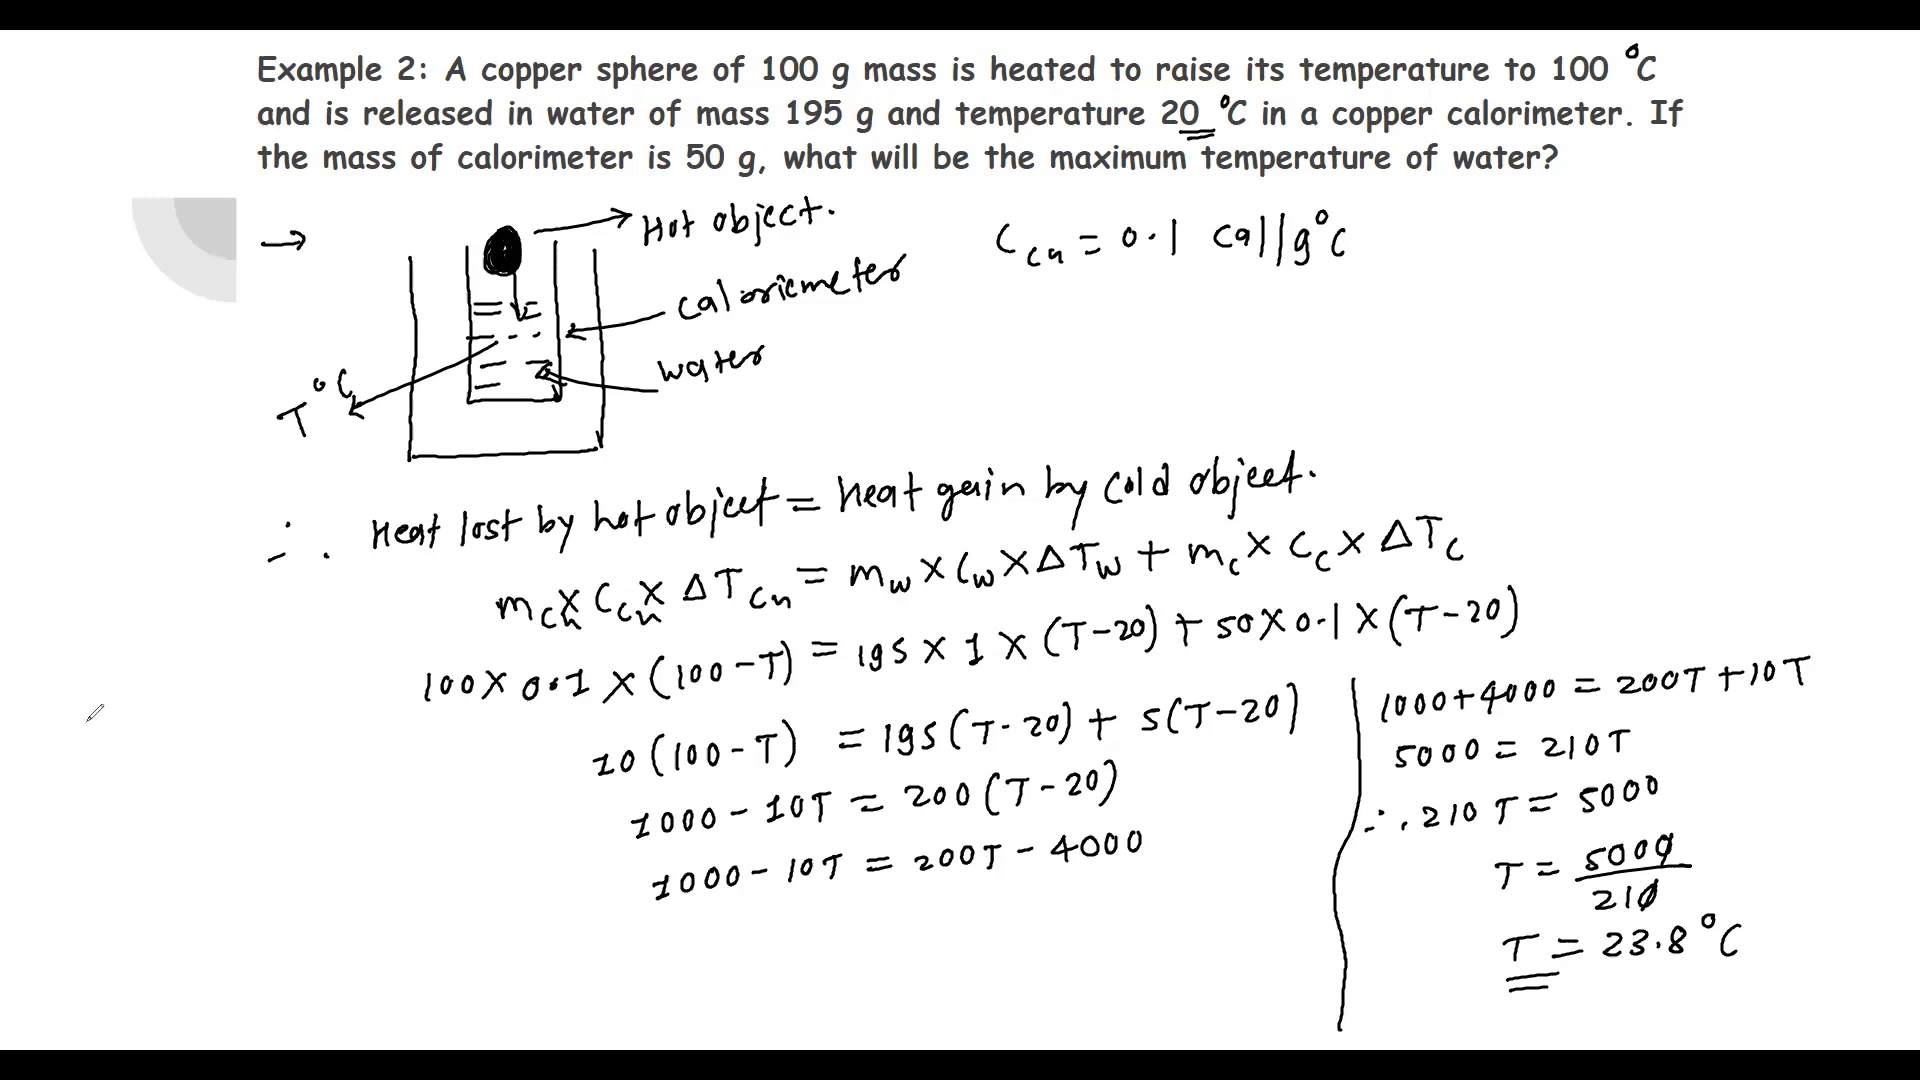 Example 2: A copper sphere of 100 g mass is heated to raise its temperature to 100 °C
and is released in water of mass 195 g and temperature 20 °C in a copper calorimeter. If
the mass of calorimeter is 50 g, what will be the maximum temperature of water?
→ Hot object.
C_cu = 0.1 cal/g°C
caloriemeter
water
T°C
∴ Heat lost by hot object = heat gain by cold object.
m_cu × C_cu × ΔT_cu = m_w × C_w × ΔT_w + m_c × C_c × ΔT_c
100 × 0.1 × (100 - T) = 195 × 1 × (T - 20) + 50 × 0.1 × (T - 20)
10 (100 - T) = 195 (T - 20) + 5 (T - 20)
1000 - 10T = 200 (T - 20)
1000 - 10T = 200T - 4000
1000 + 4000 = 200T + 10T
5000 = 210T
∴ 210 T = 5000
T = 5000/210
T = 23.8 °C